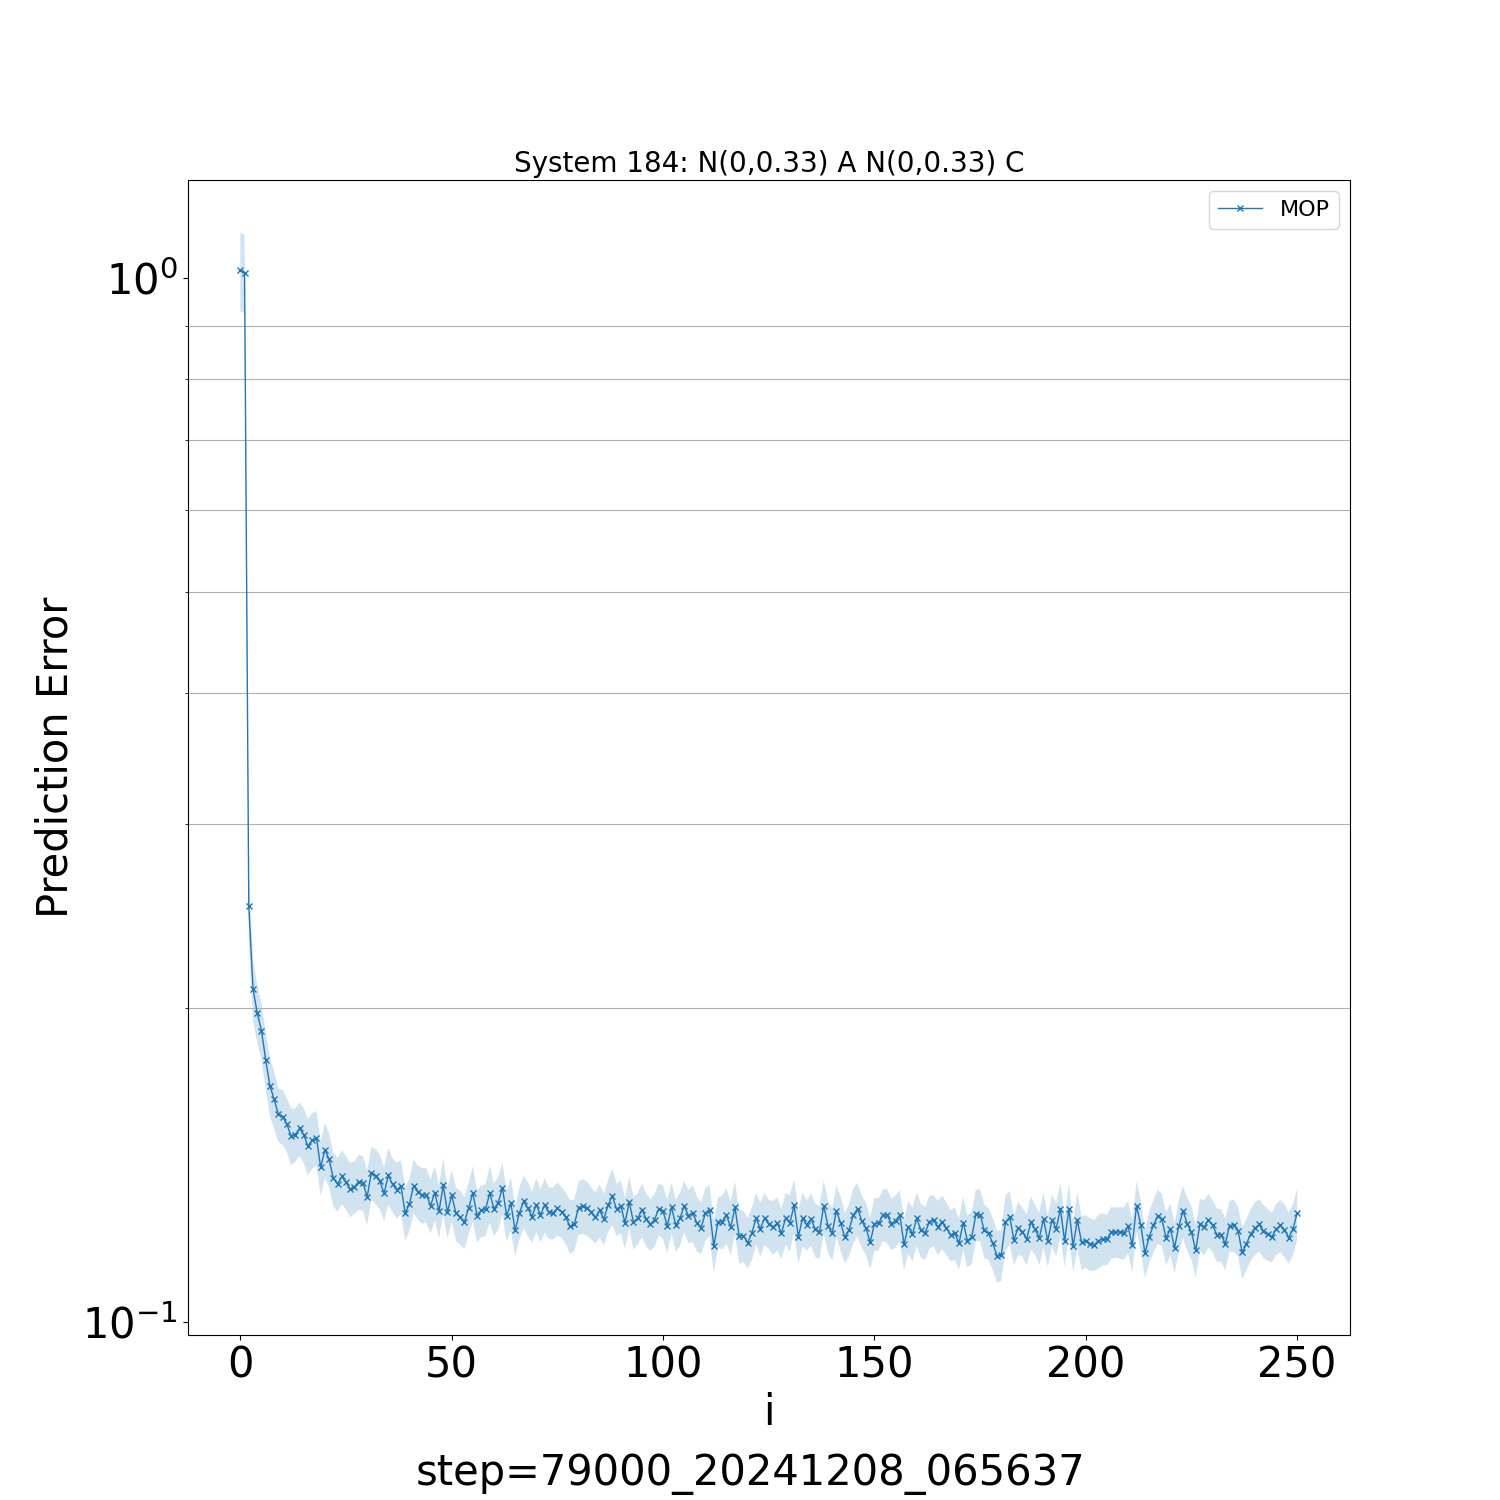 System 184: N(0,0.33) A N(0,0.33) C
MOP
10⁰
Prediction Error
10⁻¹
0 50 100 150 200 250
i
step=79000_20241208_065637